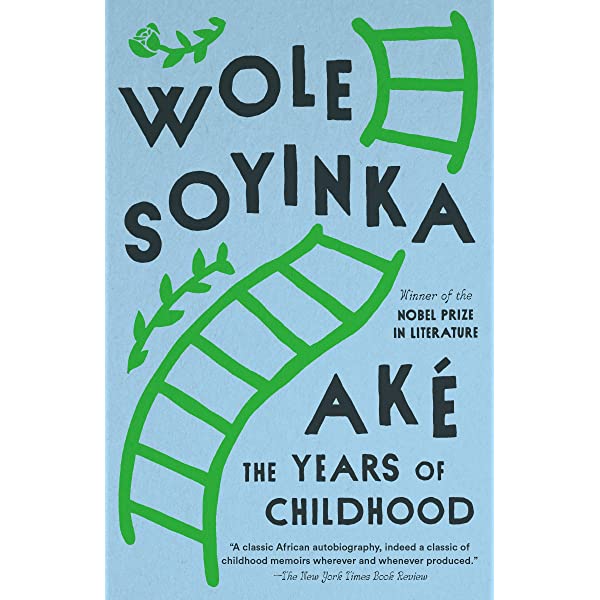 WOLE
SOYINKA
Winner of the
NOBEL PRIZE
IN LITERATURE
AKÉ
THE YEARS OF
CHILDHOOD
“A classic African autobiography, indeed a classic of
childhood memoirs wherever and whenever produced.”
—The New York Times Book Review